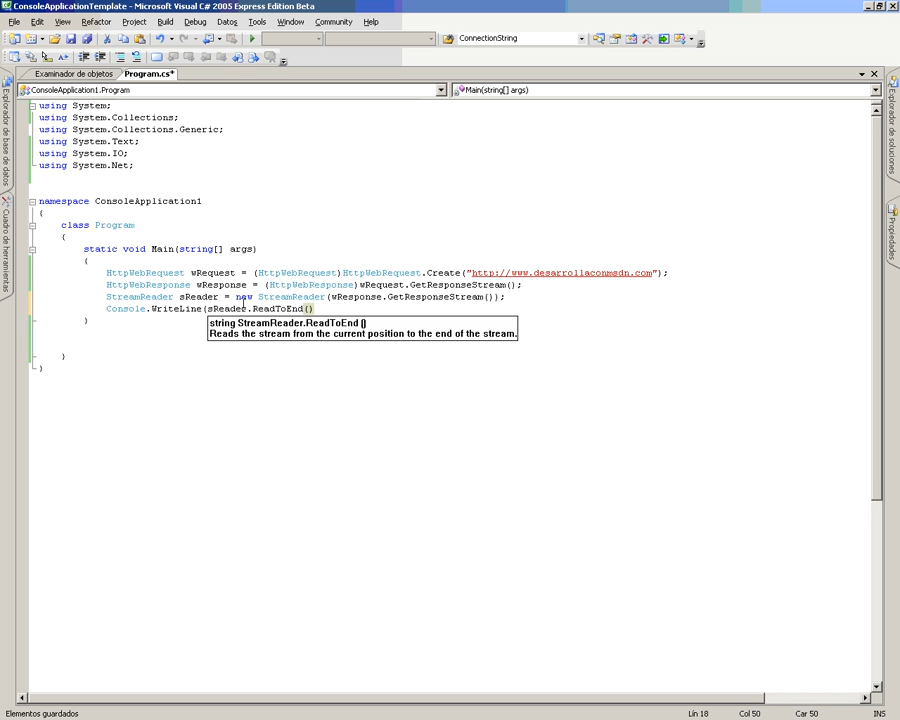 ConsoleApplicationTemplate - Microsoft Visual C# 2005 Express Edition Beta
File Edit View Refactor Project Build Debug Data Tools Window Community Help
ConnectionString
Examinador de objetos Program.cs*
ConsoleApplication1.Program Main(string[] args)
Explorador de base de datos
Cuadro de herramientas
Explorador de soluciones
Propiedades
using System;
using System.Collections;
using System.Collections.Generic;
using System.Text;
using System.IO;
using System.Net;
namespace ConsoleApplication1
{
class Program
{
static void Main(string[] args)
{
HttpWebRequest wRequest = (HttpWebRequest)HttpWebRequest.Create("http://www.desarrollaconmsdn.com");
HttpWebResponse wResponse = (HttpWebResponse)wRequest.GetResponseStream();
StreamReader sReader = new StreamReader(wResponse.GetResponseStream());
Console.WriteLine(sReader.ReadToEnd()
}
string StreamReader.ReadToEnd ()
Reads the stream from the current position to the end of the stream.
}
}
Elementos guardados Lín 18 Col 50 Car 50 INS